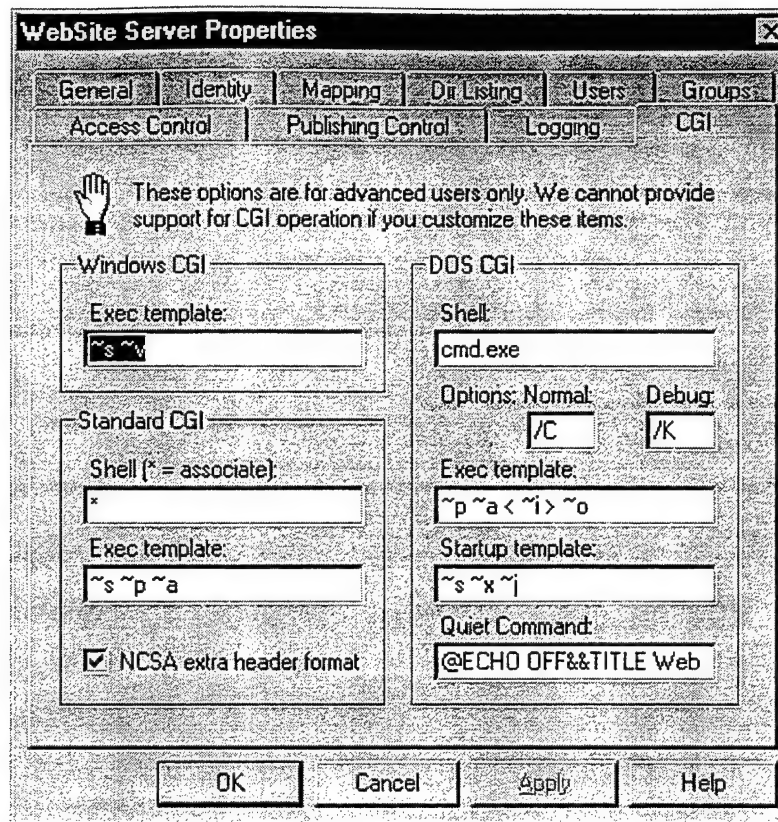 WebSite Server Properties
General Identity Mapping Dir Listing Users Groups
Access Control Publishing Control Logging CGI
These options are for advanced users only. We cannot provide
support for CGI operation if you customize these items.
Windows CGI
Exec template:
~s ~v
Standard CGI
Shell (* = associate):
*
Exec template:
~s ~p ~a
NCSA extra header format
DOS CGI
Shell:
cmd.exe
Options: Normal: Debug:
/C /K
Exec template:
~p ~a < ~i > ~o
Startup template:
~s ~x ~j
Quiet Command:
@ECHO OFF&&TITLE Web
OK Cancel Apply Help